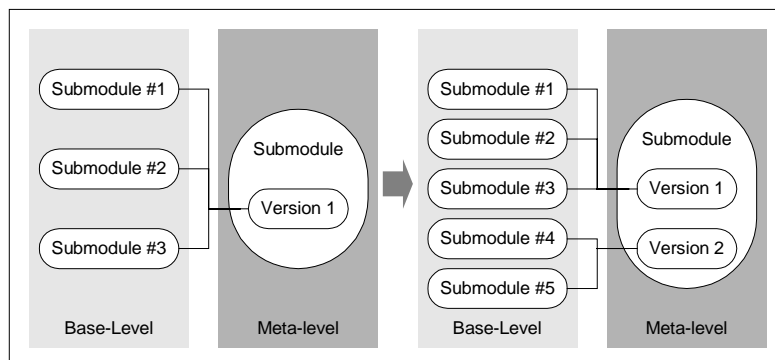 Submodule #1
Submodule #2
Submodule #3
Base-Level
Submodule
Version 1
Meta-level
Submodule #1
Submodule #2
Submodule #3
Submodule #4
Submodule #5
Base-Level
Submodule
Version 1
Version 2
Meta-level